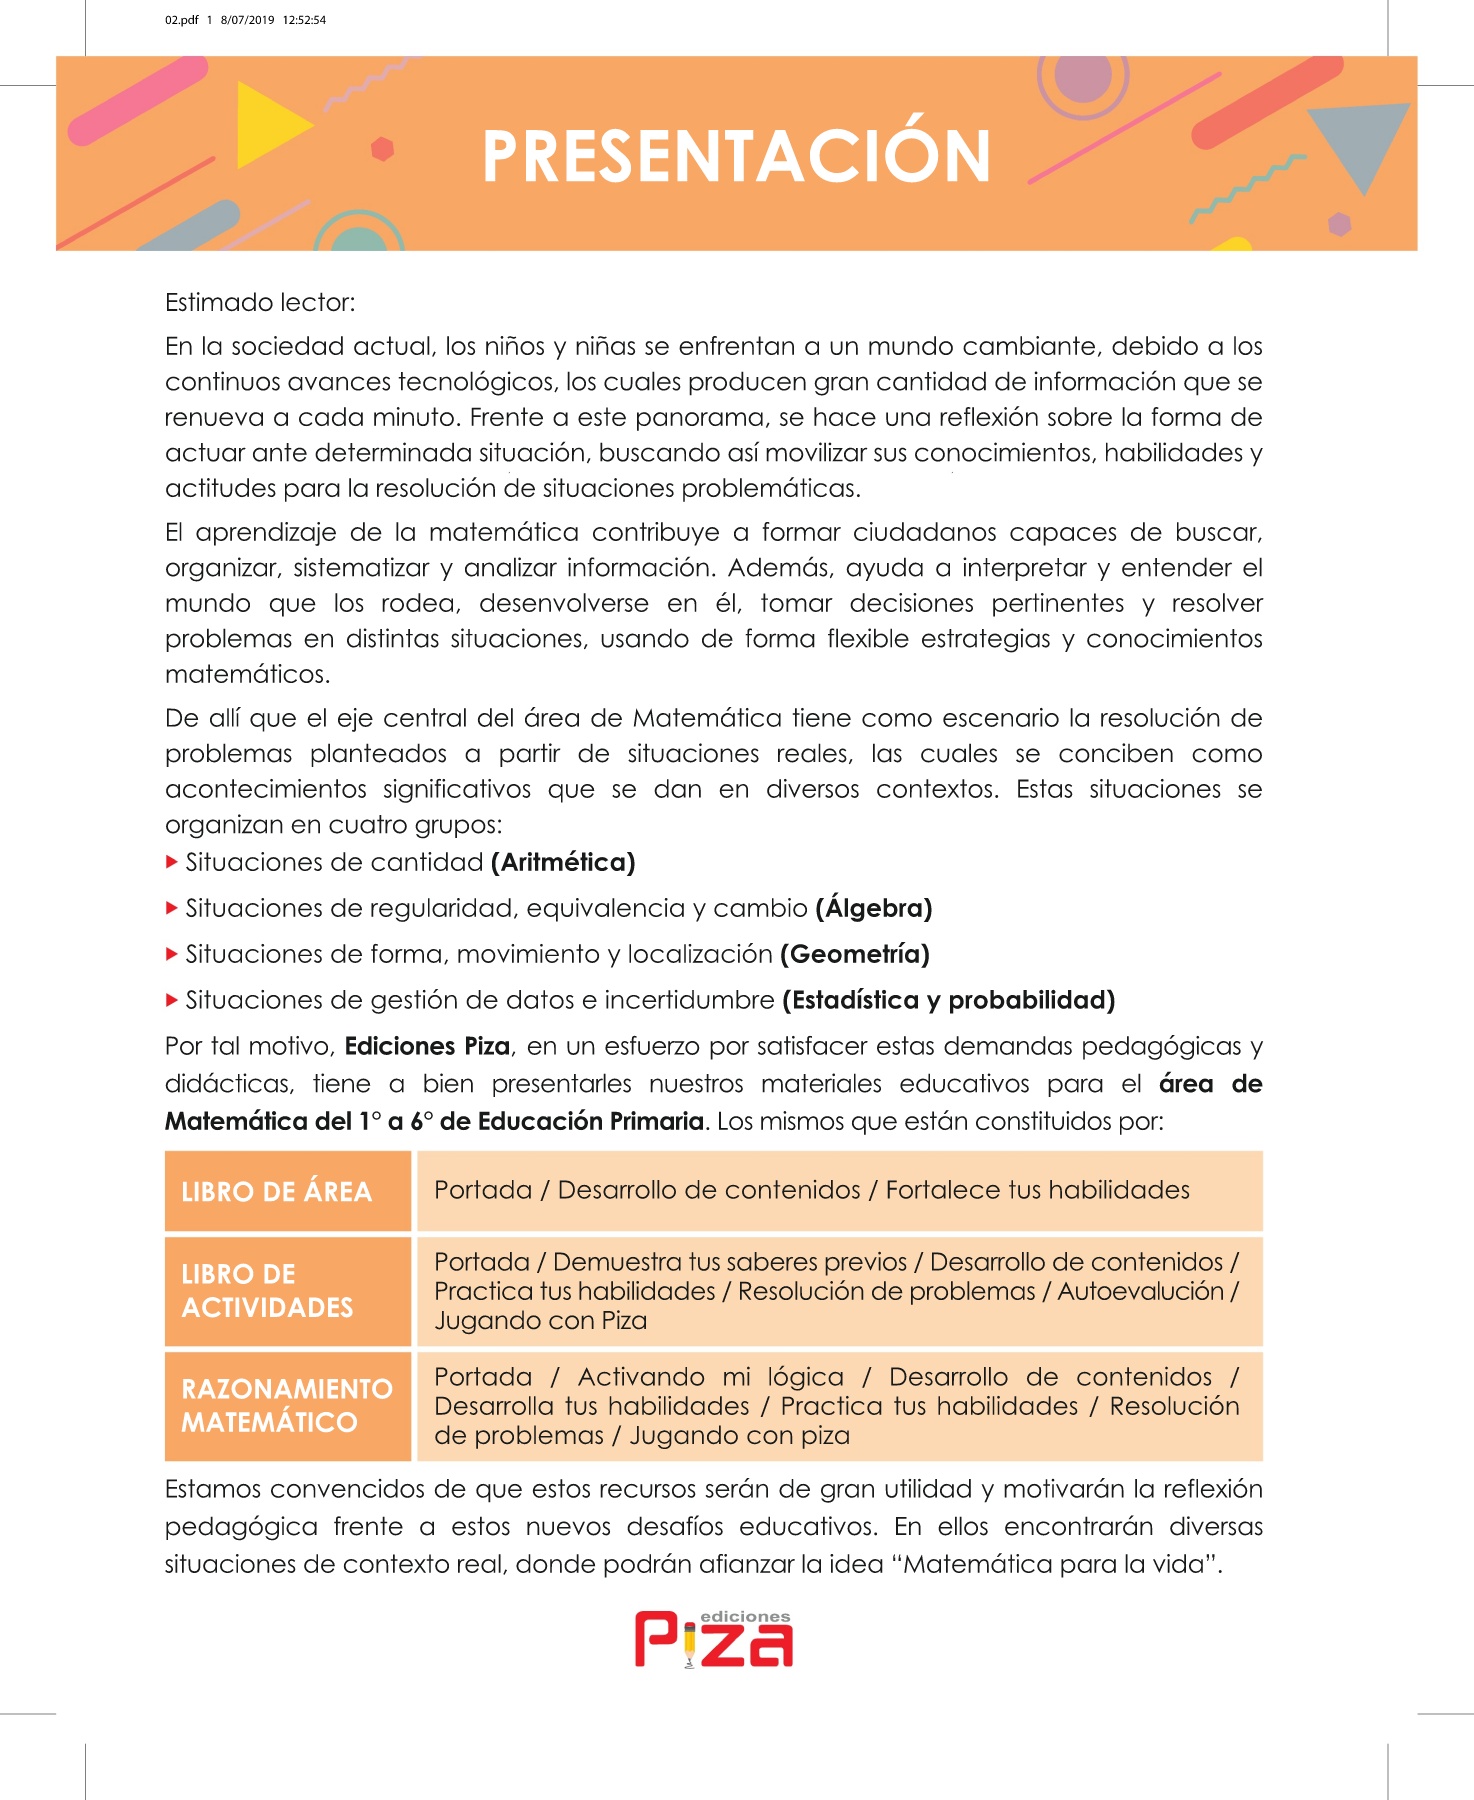 02.pdf 1 8/07/2019 12:52:54
PRESENTACIÓN
Estimado lector:
En la sociedad actual, los niños y niñas se enfrentan a un mundo cambiante, debido a los
continuos avances tecnológicos, los cuales producen gran cantidad de información que se
renueva a cada minuto. Frente a este panorama, se hace una reflexión sobre la forma de
actuar ante determinada situación, buscando así movilizar sus conocimientos, habilidades y
actitudes para la resolución de situaciones problemáticas.
El aprendizaje de la matemática contribuye a formar ciudadanos capaces de buscar,
organizar, sistematizar y analizar información. Además, ayuda a interpretar y entender el
mundo que los rodea, desenvolverse en él, tomar decisiones pertinentes y resolver
problemas en distintas situaciones, usando de forma flexible estrategias y conocimientos
matemáticos.
De allí que el eje central del área de Matemática tiene como escenario la resolución de
problemas planteados a partir de situaciones reales, las cuales se conciben como
acontecimientos significativos que se dan en diversos contextos. Estas situaciones se
organizan en cuatro grupos:
Situaciones de cantidad (Aritmética)
Situaciones de regularidad, equivalencia y cambio (Álgebra)
Situaciones de forma, movimiento y localización (Geometría)
Situaciones de gestión de datos e incertidumbre (Estadística y probabilidad)
Por tal motivo, Ediciones Piza, en un esfuerzo por satisfacer estas demandas pedagógicas y
didácticas, tiene a bien presentarles nuestros materiales educativos para el área de
Matemática del 1° a 6° de Educación Primaria. Los mismos que están constituidos por:
LIBRO DE ÁREA
Portada / Desarrollo de contenidos / Fortalece tus habilidades
LIBRO DE
ACTIVIDADES
Portada / Demuestra tus saberes previos / Desarrollo de contenidos /
Practica tus habilidades / Resolución de problemas / Autoevalución /
Jugando con Piza
RAZONAMIENTO
MATEMÁTICO
Portada / Activando mi lógica / Desarrollo de contenidos /
Desarrolla tus habilidades / Practica tus habilidades / Resolución
de problemas / Jugando con piza
Estamos convencidos de que estos recursos serán de gran utilidad y motivarán la reflexión
pedagógica frente a estos nuevos desafíos educativos. En ellos encontrarán diversas
situaciones de contexto real, donde podrán afianzar la idea “Matemática para la vida”.
ediciones
Piza